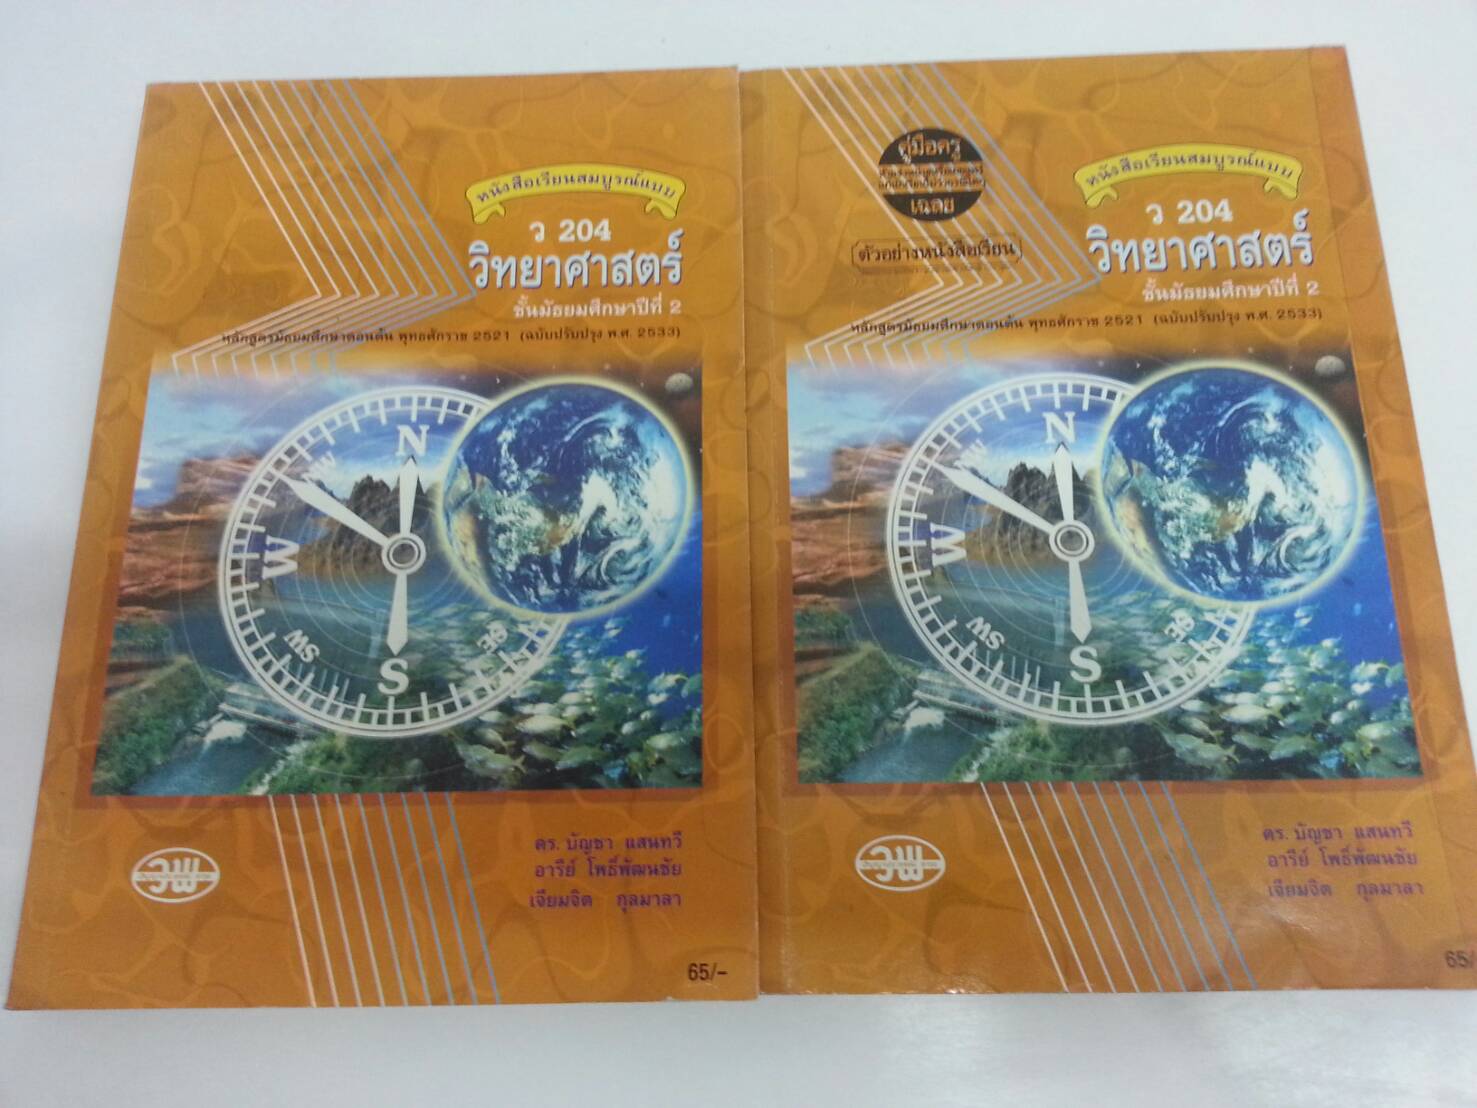 หนังสือเรียนสมบูรณ์แบบ
ว 204
วิทยาศาสตร์
ชั้นมัธยมศึกษาปีที่ 2
หลักสูตรมัธยมศึกษาตอนต้น พุทธศักราช 2521 (ฉบับปรับปรุง พ.ศ. 2533)
N
W
W
SW
S
SE
ดร. บัญชา แสนทวี
อารีย์ โพธิ์พัฒนชัย
เจียมจิต กุลมาลา
วพ
65/-
คู่มือครู
เฉลย
ตัวอย่างหนังสือเรียน
หนังสือเรียนสมบูรณ์แบบ
ว 204
วิทยาศาสตร์
ชั้นมัธยมศึกษาปีที่ 2
หลักสูตรมัธยมศึกษาตอนต้น พุทธศักราช 2521 (ฉบับปรับปรุง พ.ศ. 2533)
N
W
W
SW
S
SE
ดร. บัญชา แสนทวี
อารีย์ โพธิ์พัฒนชัย
เจียมจิต กุลมาลา
วพ
65/